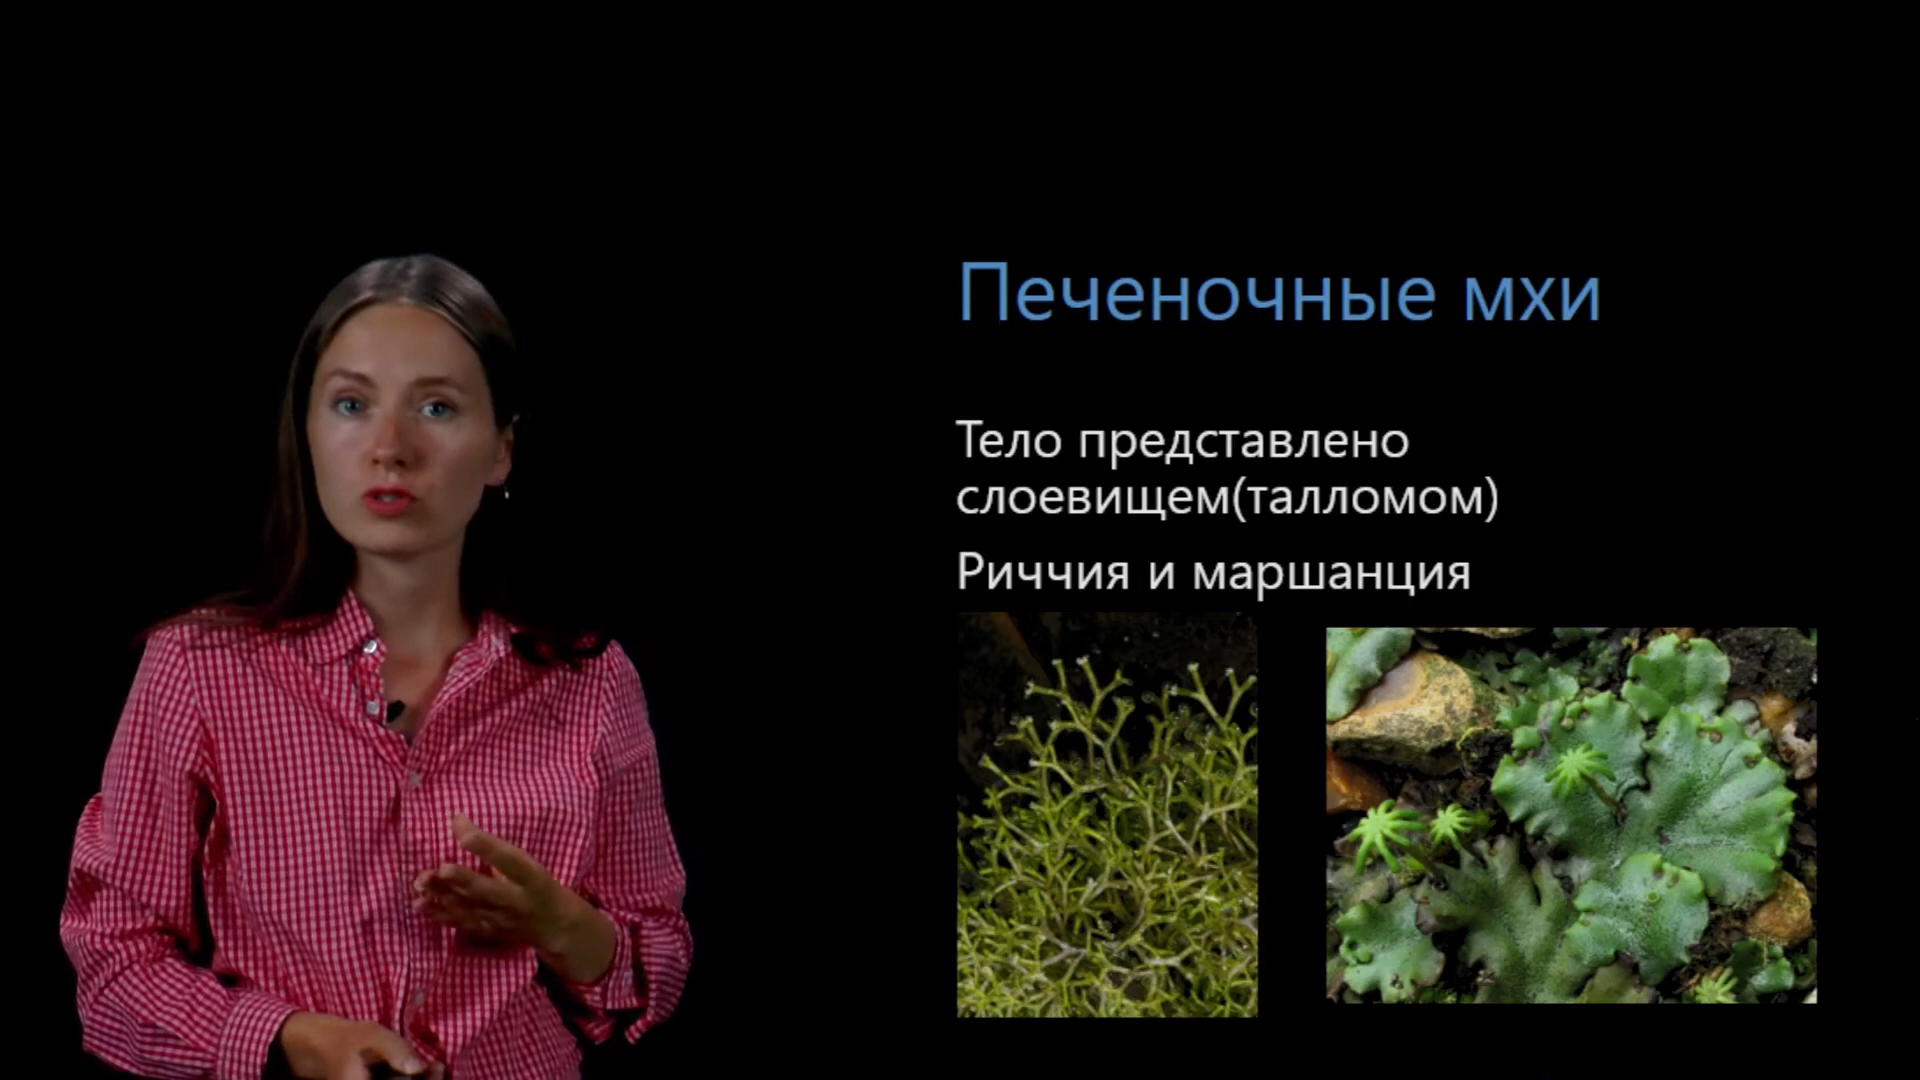 Печеночные мхи
Тело представлено
слоевищем(талломом)
Риччия и маршанция